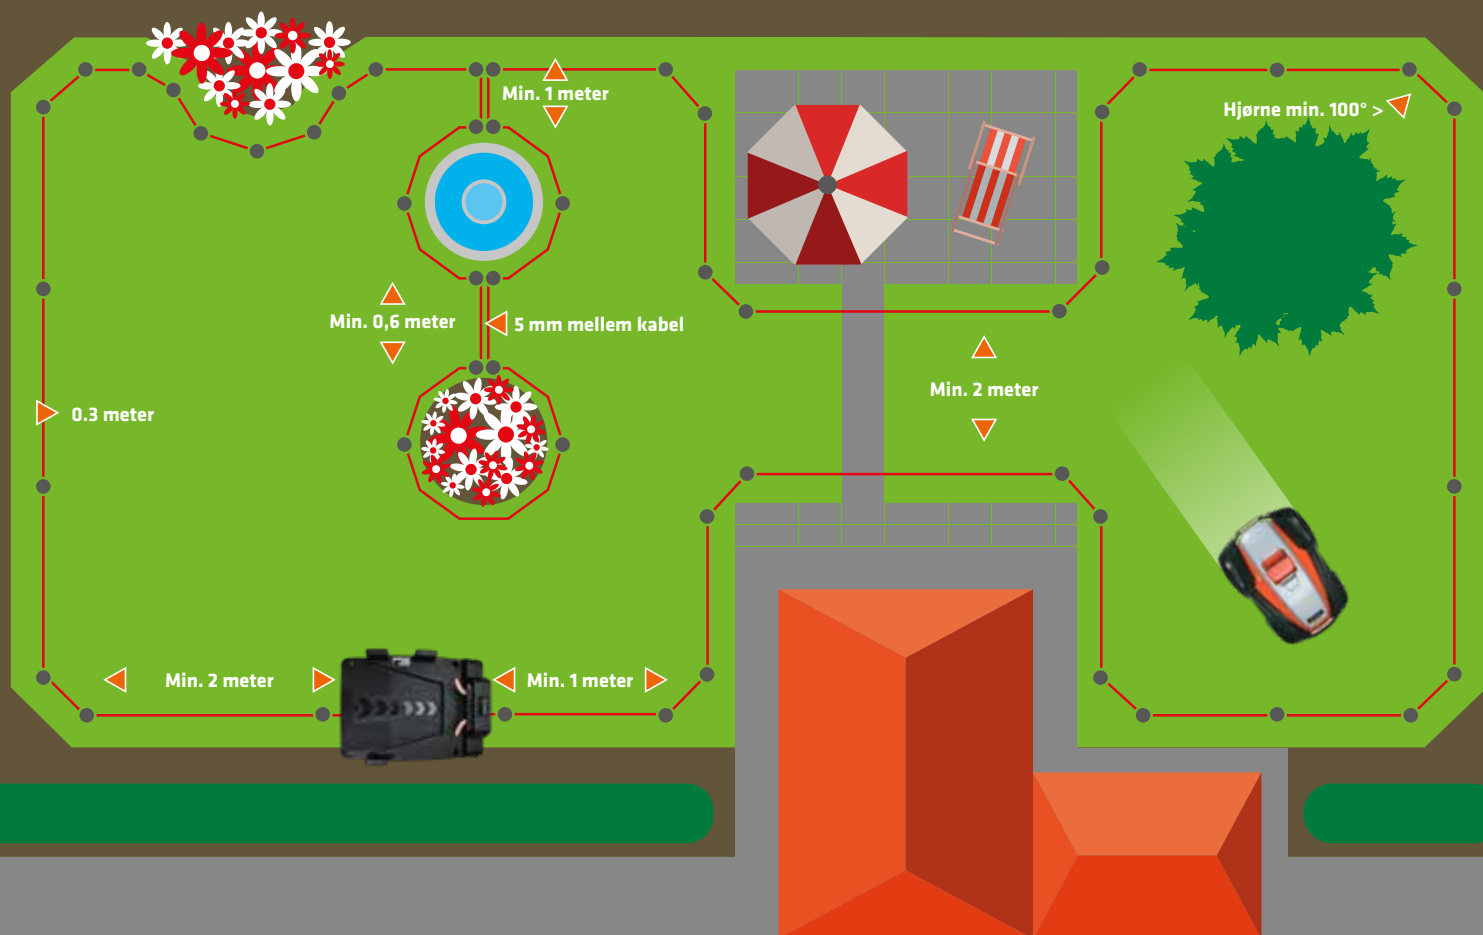 Min. 1 meter
Hjørne min. 100° >
Min. 0,6 meter
5 mm mellem kabel
Min. 2 meter
0.3 meter
Min. 2 meter
Min. 1 meter